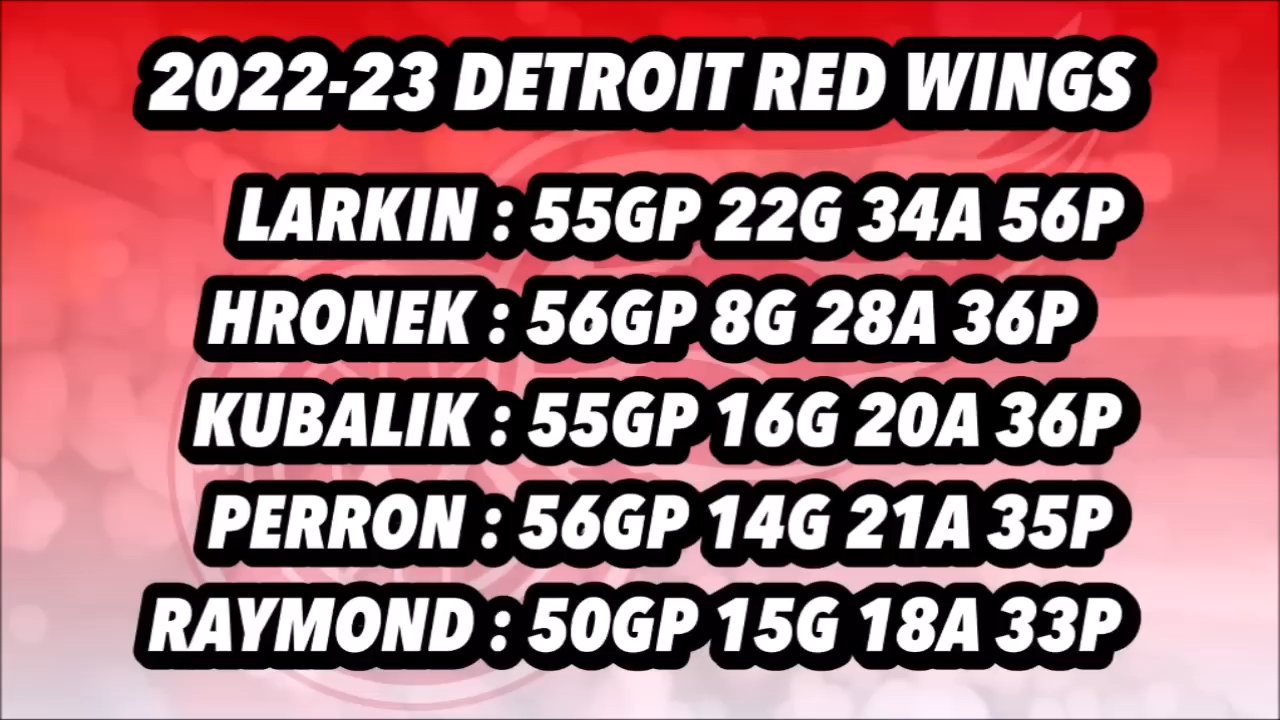 2022-23 DETROIT RED WINGS
LARKIN : 55GP 22G 34A 56P
HRONEK : 56GP 8G 28A 36P
KUBALIK : 55GP 16G 20A 36P
PERRON : 56GP 14G 21A 35P
RAYMOND : 50GP 15G 18A 33P